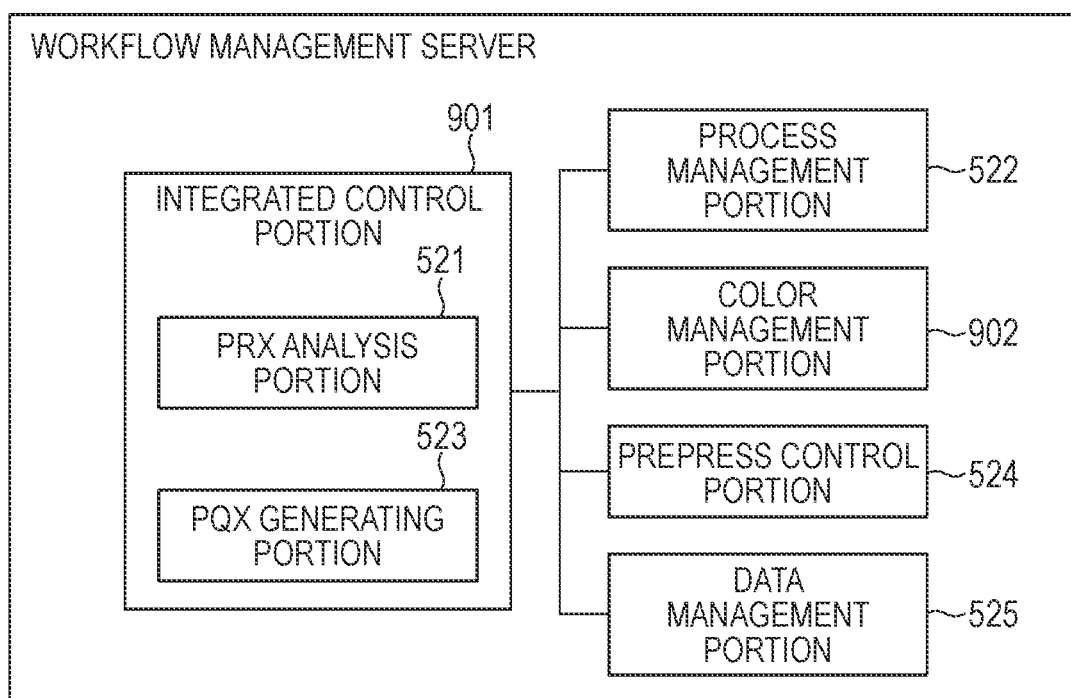 WORKFLOW MANAGEMENT SERVER
901
INTEGRATED CONTROL
PORTION
521
PRX ANALYSIS
PORTION
523
PQX GENERATING
PORTION
PROCESS
MANAGEMENT
PORTION
522
COLOR
MANAGEMENT
PORTION
902
PREPRESS CONTROL
PORTION
524
DATA
MANAGEMENT
PORTION
525